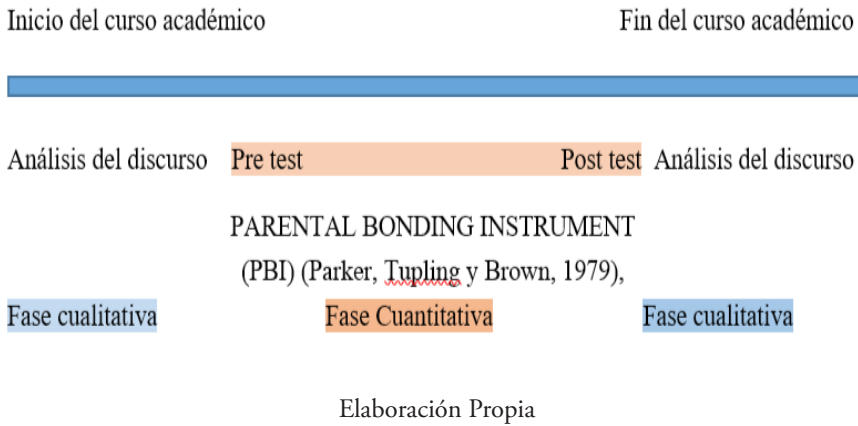 Inicio del curso académico Fin del curso académico
Análisis del discurso Pre test Post test Análisis del discurso
PARENTAL BONDING INSTRUMENT
(PBI) (Parker, Tupling y Brown, 1979),
Fase cualitativa Fase Cuantitativa Fase cualitativa
Elaboración Propia